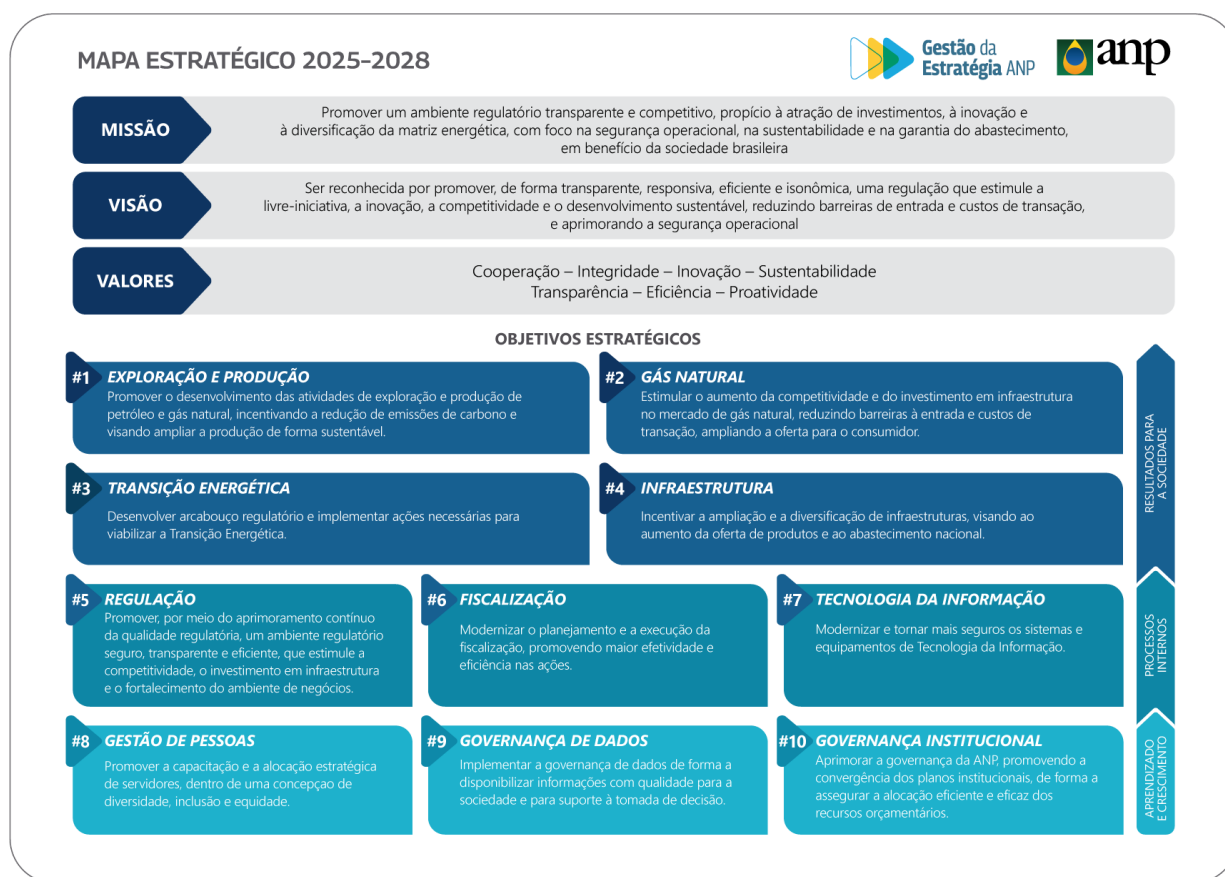 MAPA ESTRATÉGICO 2025–2028
Gestão da
Estratégia ANP
anp
MISSÃO
Promover um ambiente regulatório transparente e competitivo, propício à atração de investimentos, à inovação e
à diversificação da matriz energética, com foco na segurança operacional, na sustentabilidade e na garantia do abastecimento,
em benefício da sociedade brasileira
VISÃO
Ser reconhecida por promover, de forma transparente, responsiva, eficiente e isonômica, uma regulação que estimule a
livre-iniciativa, a inovação, a competitividade e o desenvolvimento sustentável, reduzindo barreiras de entrada e custos de transação,
e aprimorando a segurança operacional
VALORES
Cooperação – Integridade – Inovação – Sustentabilidade
Transparência – Eficiência – Proatividade
OBJETIVOS ESTRATÉGICOS
#1 EXPLORAÇÃO E PRODUÇÃO
Promover o desenvolvimento das atividades de exploração e produção de
petróleo e gás natural, incentivando a redução de emissões de carbono e
visando ampliar a produção de forma sustentável.
#2 GÁS NATURAL
Estimular o aumento da competitividade e do investimento em infraestrutura
no mercado de gás natural, reduzindo barreiras à entrada e custos de
transação, ampliando a oferta para o consumidor.
#3 TRANSIÇÃO ENERGÉTICA
Desenvolver arcabouço regulatório e implementar ações necessárias para
viabilizar a Transição Energética.
#4 INFRAESTRUTURA
Incentivar a ampliação e a diversificação de infraestruturas, visando ao
aumento da oferta de produtos e ao abastecimento nacional.
RESULTADOS PARA
A SOCIEDADE
#5 REGULAÇÃO
Promover, por meio do aprimoramento contínuo
da qualidade regulatória, um ambiente regulatório
seguro, transparente e eficiente, que estimule a
competitividade, o investimento em infraestrutura
e o fortalecimento do ambiente de negócios.
#6 FISCALIZAÇÃO
Modernizar o planejamento e a execução da
fiscalização, promovendo maior efetividade e
eficiência nas ações.
#7 TECNOLOGIA DA INFORMAÇÃO
Modernizar e tornar mais seguros os sistemas e
equipamentos de Tecnologia da Informação.
PROCESSOS
INTERNOS
#8 GESTÃO DE PESSOAS
Promover a capacitação e a alocação estratégica
de servidores, dentro de uma concepçao de
diversidade, inclusão e equidade.
#9 GOVERNANÇA DE DADOS
Implementar a governança de dados de forma a
disponibilizar informações com qualidade para a
sociedade e para suporte à tomada de decisão.
#10 GOVERNANÇA INSTITUCIONAL
Aprimorar a governança da ANP, promovendo a
convergência dos planos institucionais, de forma a
assegurar a alocação eficiente e eficaz dos
recursos orçamentários.
APRENDIZADO
E CRESCIMENTO